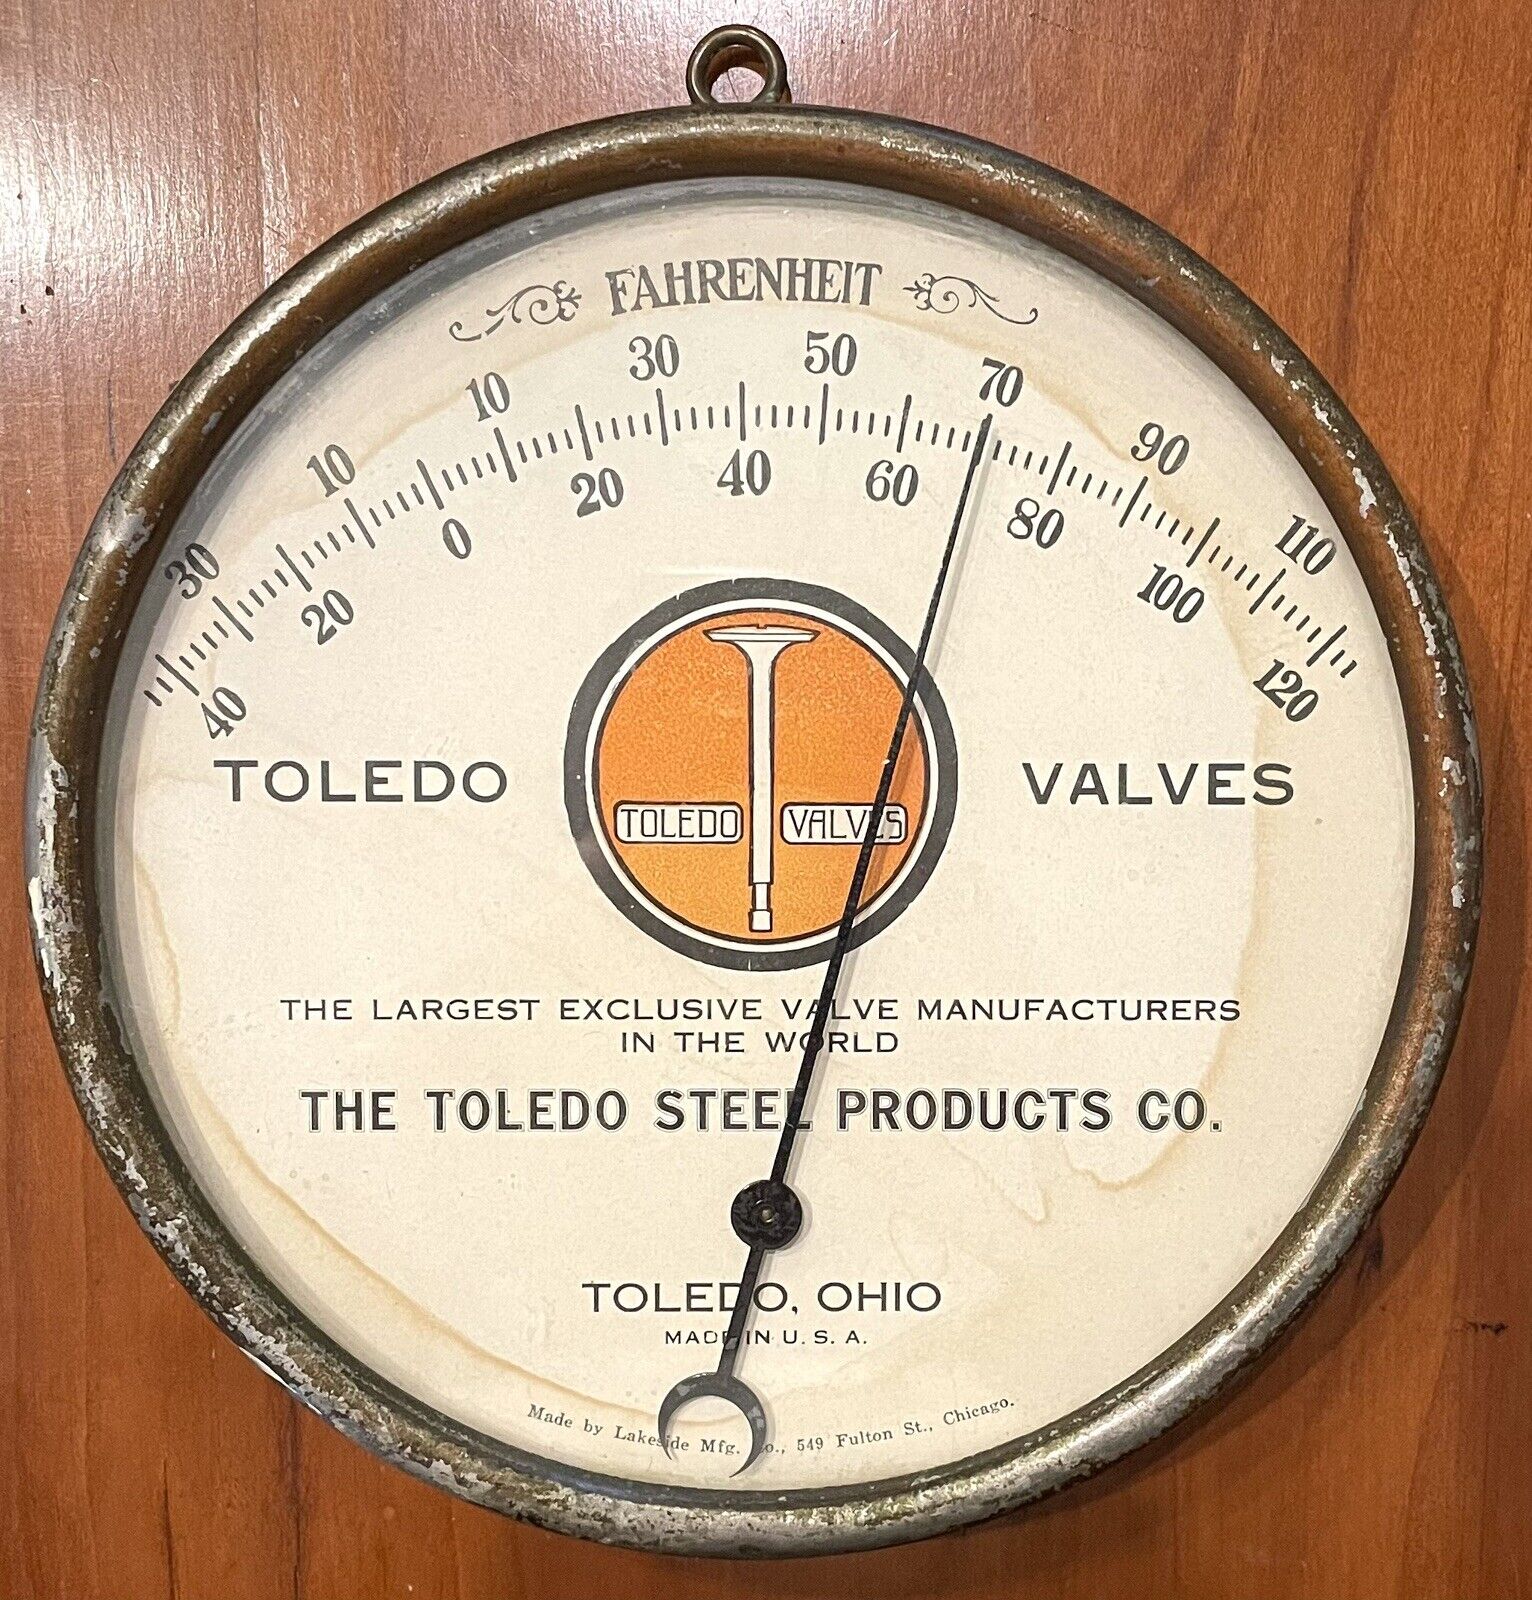 FAHRENHEIT
30 10 10 30 50 70 90 110
40 20 0 20 40 60 80 100 120
TOLEDO VALVES
TOLEDO VALVES
THE LARGEST EXCLUSIVE VALVE MANUFACTURERS
IN THE WORLD
THE TOLEDO STEEL PRODUCTS CO.
TOLEDO, OHIO
MADE IN U. S. A.
Made by Lakeside Mfg. Co., 549 Fulton St., Chicago.